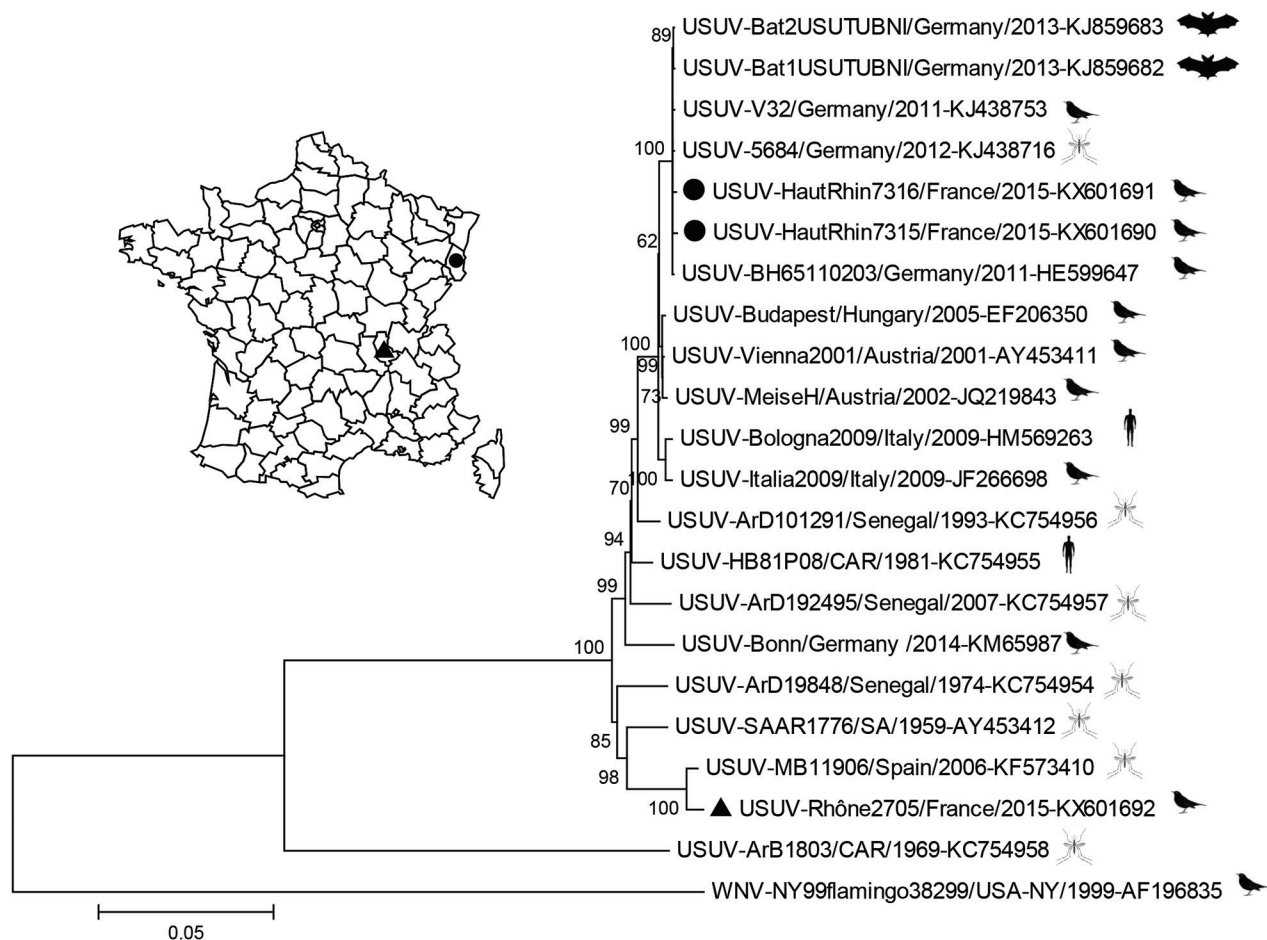 USUV-Bat2USUTUBNI/Germany/2013-KJ859683
89
USUV-Bat1USUTUBNI/Germany/2013-KJ859682
USUV-V32/Germany/2011-KJ438753
100
USUV-5684/Germany/2012-KJ438716
USUV-HautRhin7316/France/2015-KX601691
USUV-HautRhin7315/France/2015-KX601690
62
USUV-BH65110203/Germany/2011-HE599647
USUV-Budapest/Hungary/2005-EF206350
100
USUV-Vienna2001/Austria/2001-AY453411
99
73
USUV-MeiseH/Austria/2002-JQ219843
99
USUV-Bologna2009/Italy/2009-HM569263
100
USUV-Italia2009/Italy/2009-JF266698
70
USUV-ArD101291/Senegal/1993-KC754956
94
USUV-HB81P08/CAR/1981-KC754955
99
USUV-ArD192495/Senegal/2007-KC754957
100
USUV-Bonn/Germany /2014-KM65987
USUV-ArD19848/Senegal/1974-KC754954
USUV-SAAR1776/SA/1959-AY453412
85
USUV-MB11906/Spain/2006-KF573410
98
100
USUV-Rhône2705/France/2015-KX601692
USUV-ArB1803/CAR/1969-KC754958
WNV-NY99flamingo38299/USA-NY/1999-AF196835
0.05